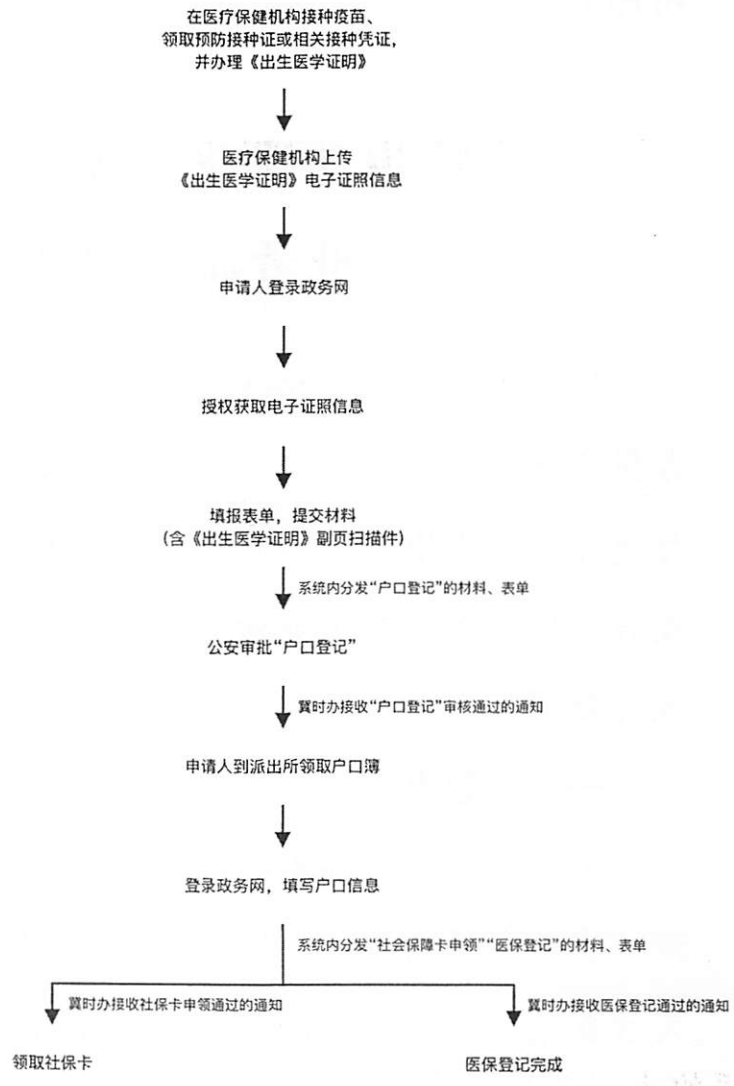 在医疗保健机构接种疫苗、
领取预防接种证或相关接种凭证，
并办理《出生医学证明》
医疗保健机构上传
《出生医学证明》电子证照信息
申请人登录政务网
授权获取电子证照信息
填报表单，提交材料
(含《出生医学证明》副页扫描件)
系统内分发“户口登记”的材料、表单
公安审批“户口登记”
冀时办接收“户口登记”审核通过的通知
申请人到派出所领取户口簿
登录政务网，填写户口信息
系统内分发“社会保障卡申领”“医保登记”的材料、表单
冀时办接收社保卡申领通过的通知
冀时办接收医保登记通过的通知
领取社保卡
医保登记完成